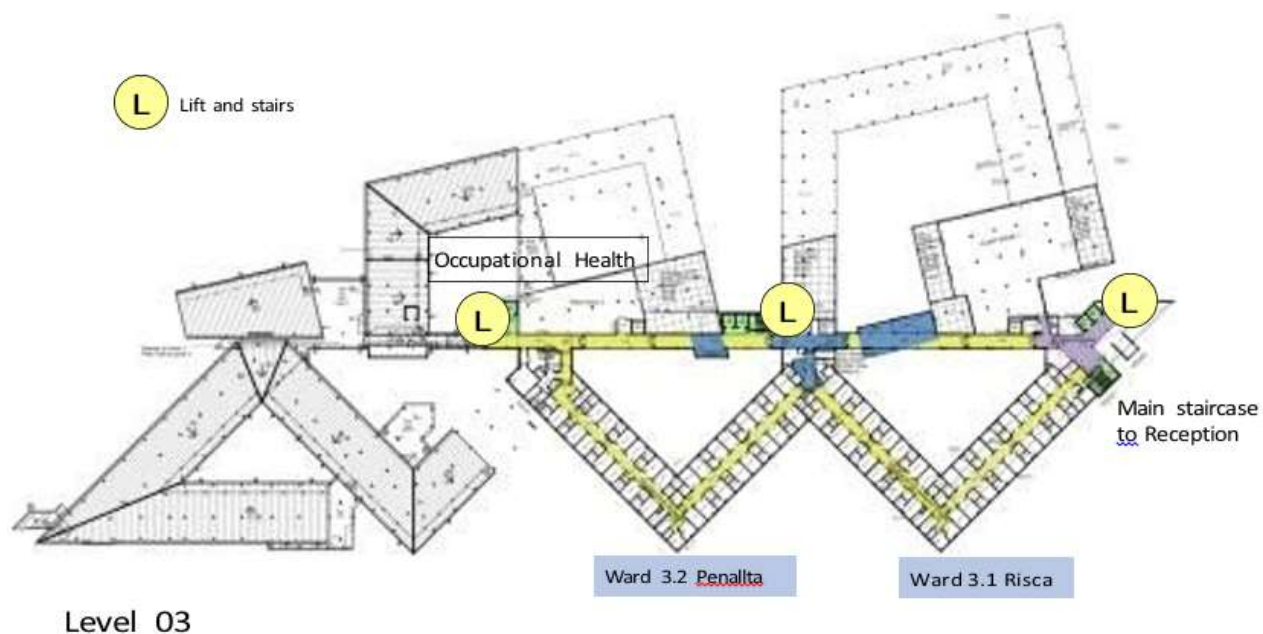 L
Lift and stairs
Occupational Health
L
L
L
Main staircase
to Reception
Ward 3.2 Penallta
Ward 3.1 Risca
Level 03